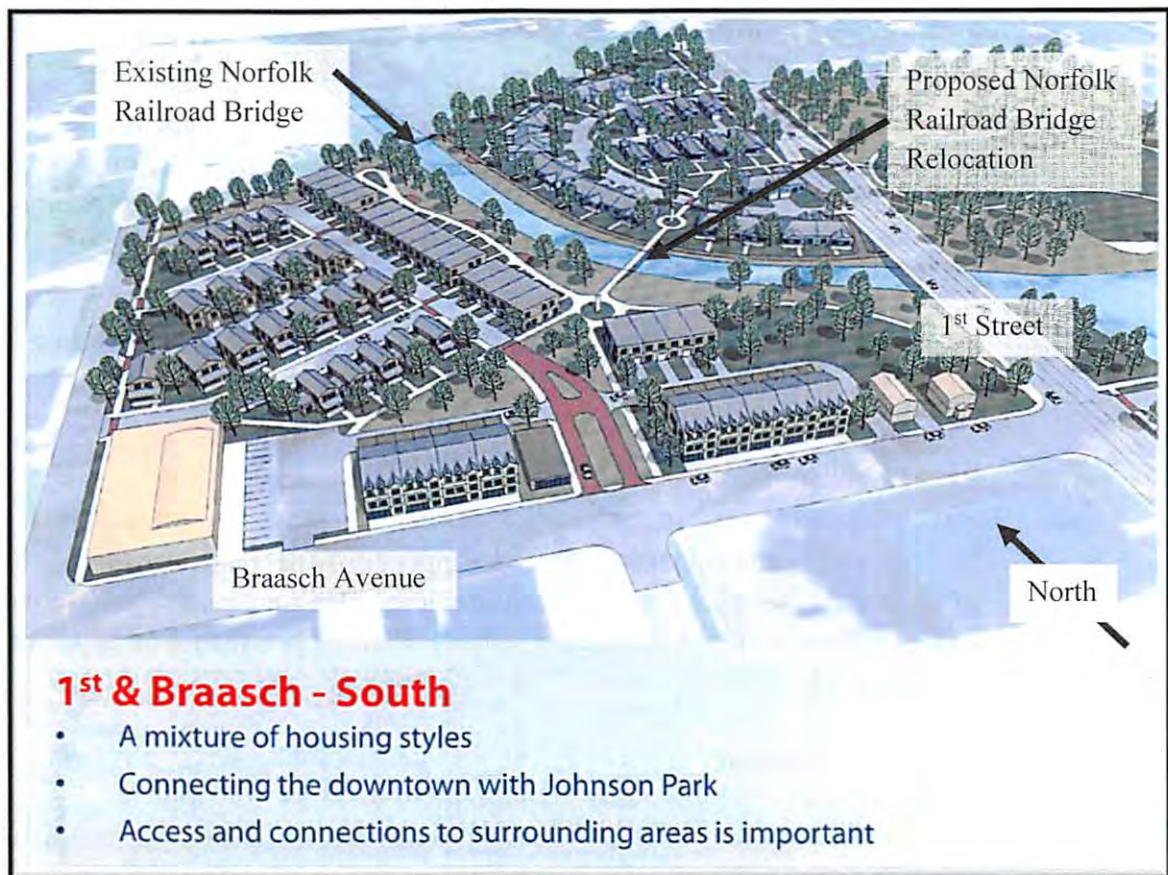 Existing Norfolk
Railroad Bridge
Proposed Norfolk
Railroad Bridge
Relocation
1st Street
Braasch Avenue
North
1st & Braasch - South
• A mixture of housing styles
• Connecting the downtown with Johnson Park
• Access and connections to surrounding areas is important